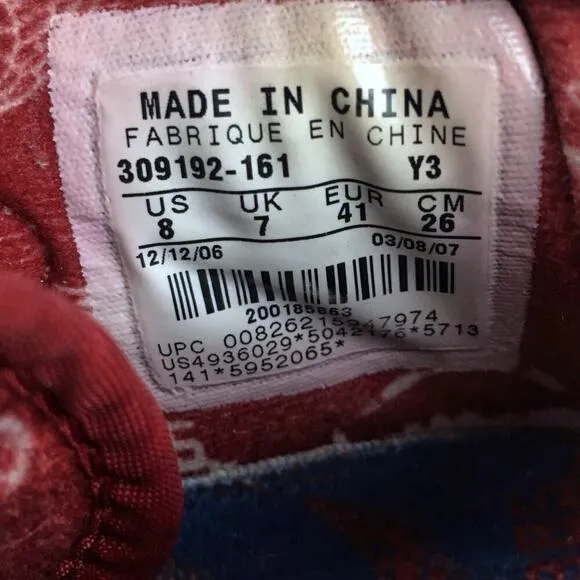 MADE IN CHINA
FABRIQUE EN CHINE
309192-161 Y3
US UK EUR CM
8 7 41 26
12/12/06 03/08/07
200185863
UPC
US4936029*5042176*5713
141*5952065*